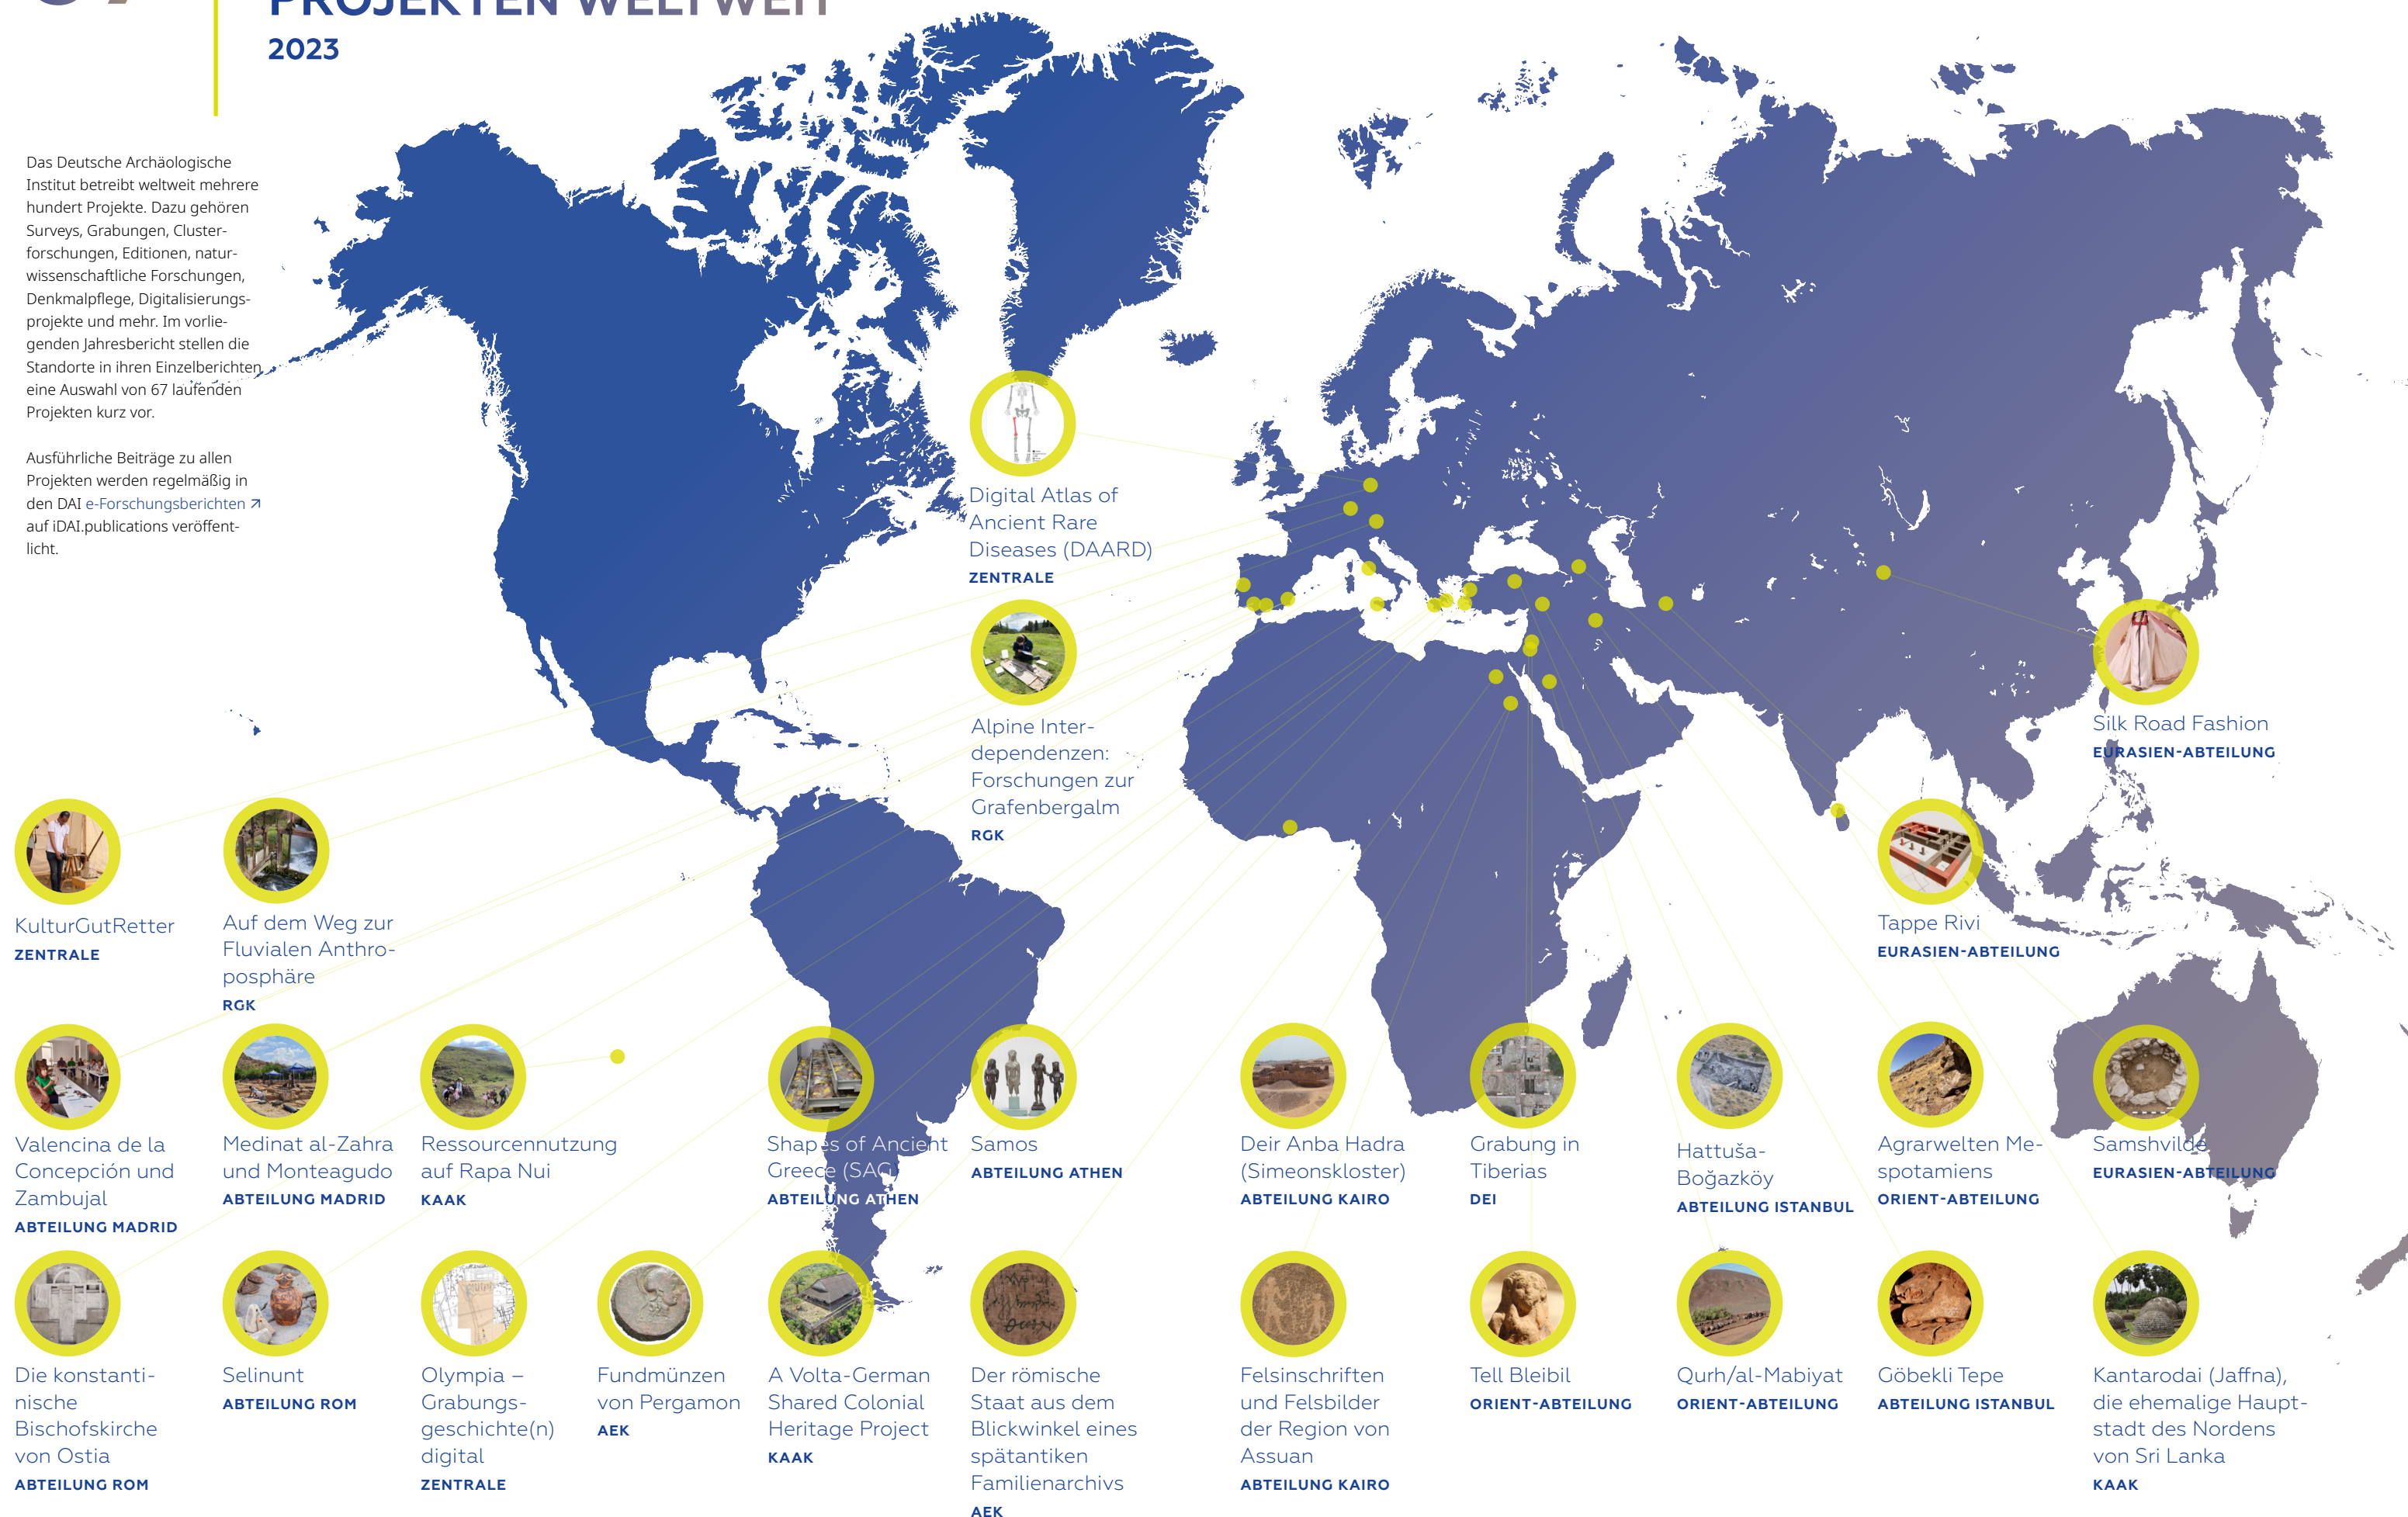 PROJEKTEN WELTWEIT
2023
Das Deutsche Archäologische
Institut betreibt weltweit mehrere
hundert Projekte. Dazu gehören
Surveys, Grabungen, Cluster-
forschungen, Editionen, natur-
wissenschaftliche Forschungen,
Denkmalpflege, Digitalisierungs-
projekte und mehr. Im vorlie-
genden Jahresbericht stellen die
Standorte in ihren Einzelberichten
eine Auswahl von 67 laufenden
Projekten kurz vor.
Ausführliche Beiträge zu allen
Projekten werden regelmäßig in
den DAI e-Forschungsberichten ↗
auf iDAI.publications veröffent-
licht.
Digital Atlas of
Ancient Rare
Diseases (DAARD)
ZENTRALE
Alpine Inter-
dependenzen:
Forschungen zur
Grafenbergalm
RGK
Silk Road Fashion
EURASIEN-ABTEILUNG
KulturGutRetter
ZENTRALE
Auf dem Weg zur
Fluvialen Anthro-
posphäre
RGK
Tappe Rivi
EURASIEN-ABTEILUNG
Valencina de la
Concepción und
Zambujal
ABTEILUNG MADRID
Medinat al-Zahra
und Monteagudo
ABTEILUNG MADRID
Ressourcennutzung
auf Rapa Nui
KAAK
Shapes of Ancient
Greece (SAG)
ABTEILUNG ATHEN
Samos
ABTEILUNG ATHEN
Deir Anba Hadra
(Simeonskloster)
ABTEILUNG KAIRO
Grabung in
Tiberias
DEI
Hattuša-
Boğazköy
ABTEILUNG ISTANBUL
Agrarwelten Me-
spotamiens
ORIENT-ABTEILUNG
Samshvilde
EURASIEN-ABTEILUNG
Die konstanti-
nische
Bischofskirche
von Ostia
ABTEILUNG ROM
Selinunt
ABTEILUNG ROM
Olympia –
Grabungs-
geschichte(n)
digital
ZENTRALE
Fundmünzen
von Pergamon
AEK
A Volta-German
Shared Colonial
Heritage Project
KAAK
Der römische
Staat aus dem
Blickwinkel eines
spätantiken
Familienarchivs
AEK
Felsinschriften
und Felsbilder
der Region von
Assuan
ABTEILUNG KAIRO
Tell Bleibil
ORIENT-ABTEILUNG
Qurh/al-Mabiyat
ORIENT-ABTEILUNG
Göbekli Tepe
ABTEILUNG ISTANBUL
Kantarodai (Jaffna),
die ehemalige Haupt-
stadt des Nordens
von Sri Lanka
KAAK